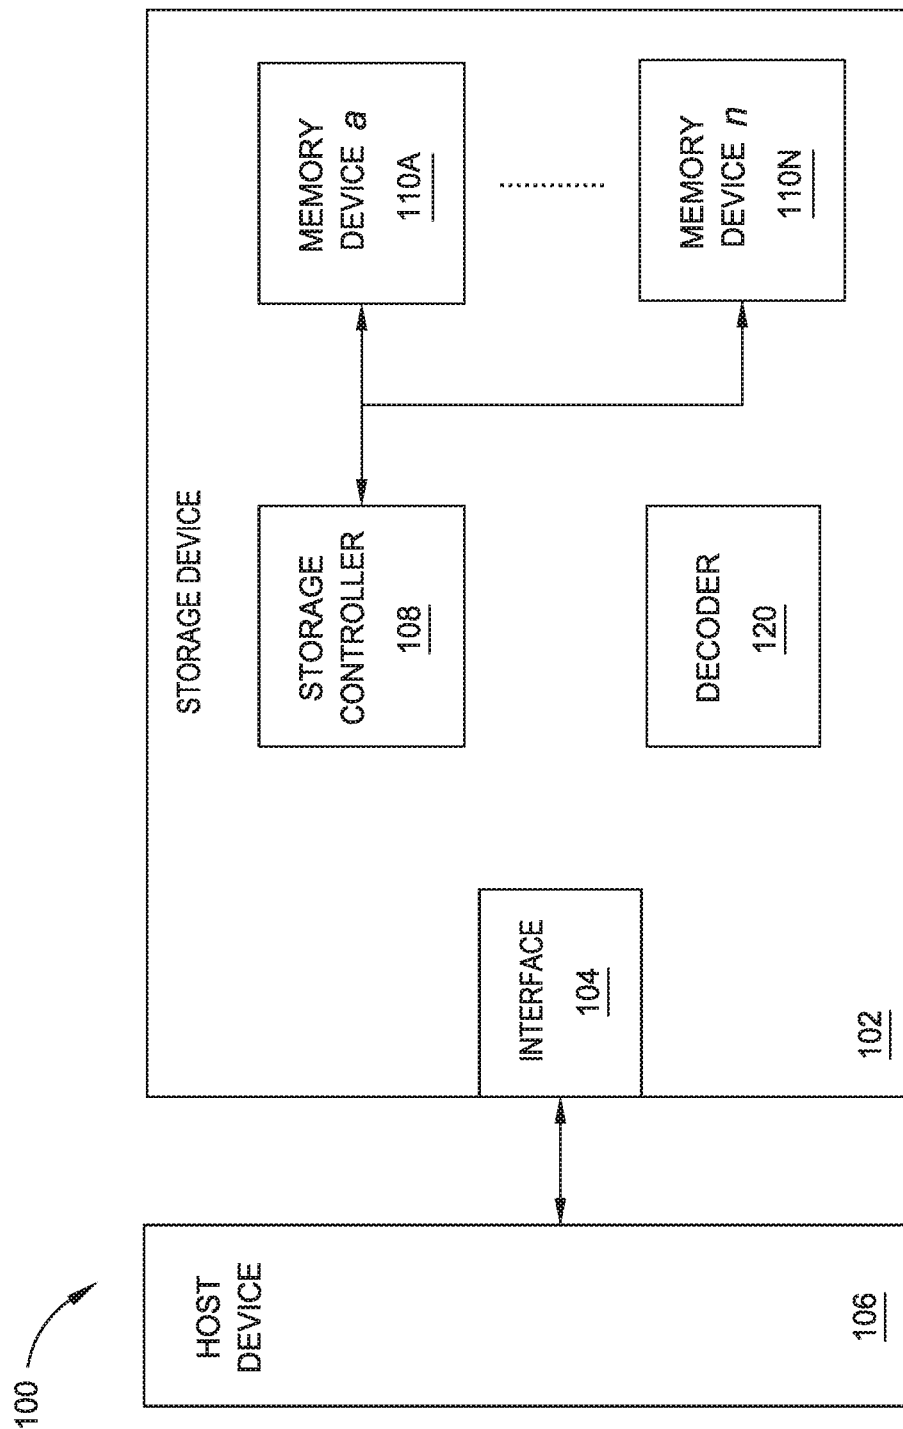 100
HOST
DEVICE
106
STORAGE DEVICE
INTERFACE
104
102
STORAGE
CONTROLLER
108
DECODER
120
MEMORY
DEVICE a
110A
MEMORY
DEVICE n
110N